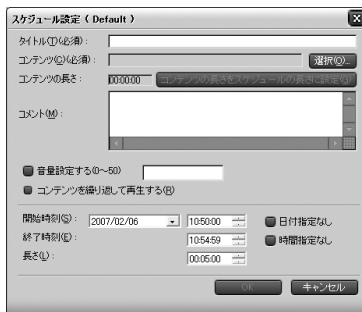 スケジュール設定 ( Default )
タイトル(T)(必須):
コンテンツ(C)(必須): 選択(O)...
コンテンツの長さ: 00:00:00 コンテンツの長さをスケジュールの長さに設定(G)
コメント(M):
音量設定する(0～50)
コンテンツを繰り返して再生する(R)
開始時刻(S): 2007/02/06 10:50:00 日付指定なし
終了時刻(E): 10:54:59 時間指定なし
長さ(L): 00:05:00
OK キャンセル